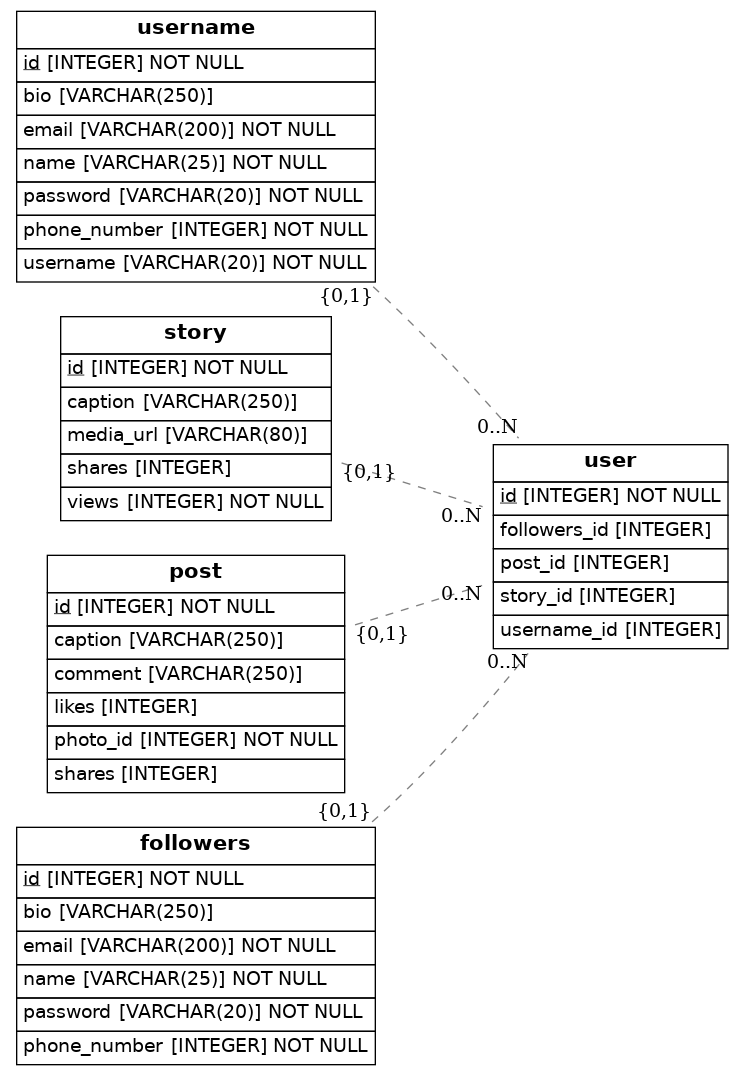 username
id [INTEGER] NOT NULL
bio [VARCHAR(250)]
email [VARCHAR(200)] NOT NULL
name [VARCHAR(25)] NOT NULL
password [VARCHAR(20)] NOT NULL
phone_number [INTEGER] NOT NULL
username [VARCHAR(20)] NOT NULL
{0,1}
story
id [INTEGER] NOT NULL
caption [VARCHAR(250)]
media_url [VARCHAR(80)]
shares [INTEGER]
views [INTEGER] NOT NULL
{0,1}
0..N
0..N
user
id [INTEGER] NOT NULL
followers_id [INTEGER]
post_id [INTEGER]
story_id [INTEGER]
username_id [INTEGER]
0..N
0..N
post
id [INTEGER] NOT NULL
caption [VARCHAR(250)]
comment [VARCHAR(250)]
likes [INTEGER]
photo_id [INTEGER] NOT NULL
shares [INTEGER]
{0,1}
{0,1}
followers
id [INTEGER] NOT NULL
bio [VARCHAR(250)]
email [VARCHAR(200)] NOT NULL
name [VARCHAR(25)] NOT NULL
password [VARCHAR(20)] NOT NULL
phone_number [INTEGER] NOT NULL